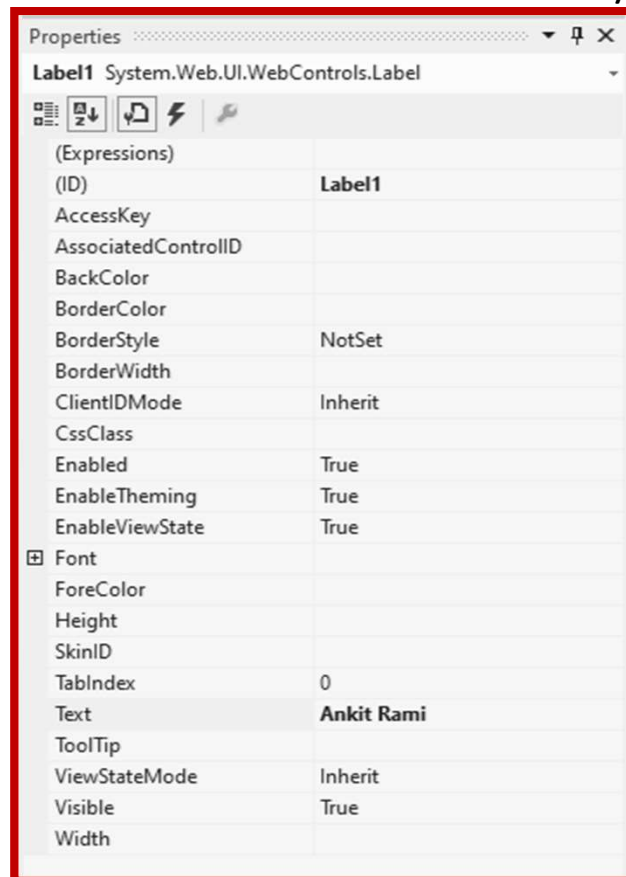 Properties
Label1 System.Web.UI.WebControls.Label
(Expressions)
(ID) Label1
AccessKey
AssociatedControlID
BackColor
BorderColor
BorderStyle NotSet
BorderWidth
ClientIDMode Inherit
CssClass
Enabled True
EnableTheming True
EnableViewState True
Font
ForeColor
Height
SkinID
TabIndex 0
Text Ankit Rami
ToolTip
ViewStateMode Inherit
Visible True
Width